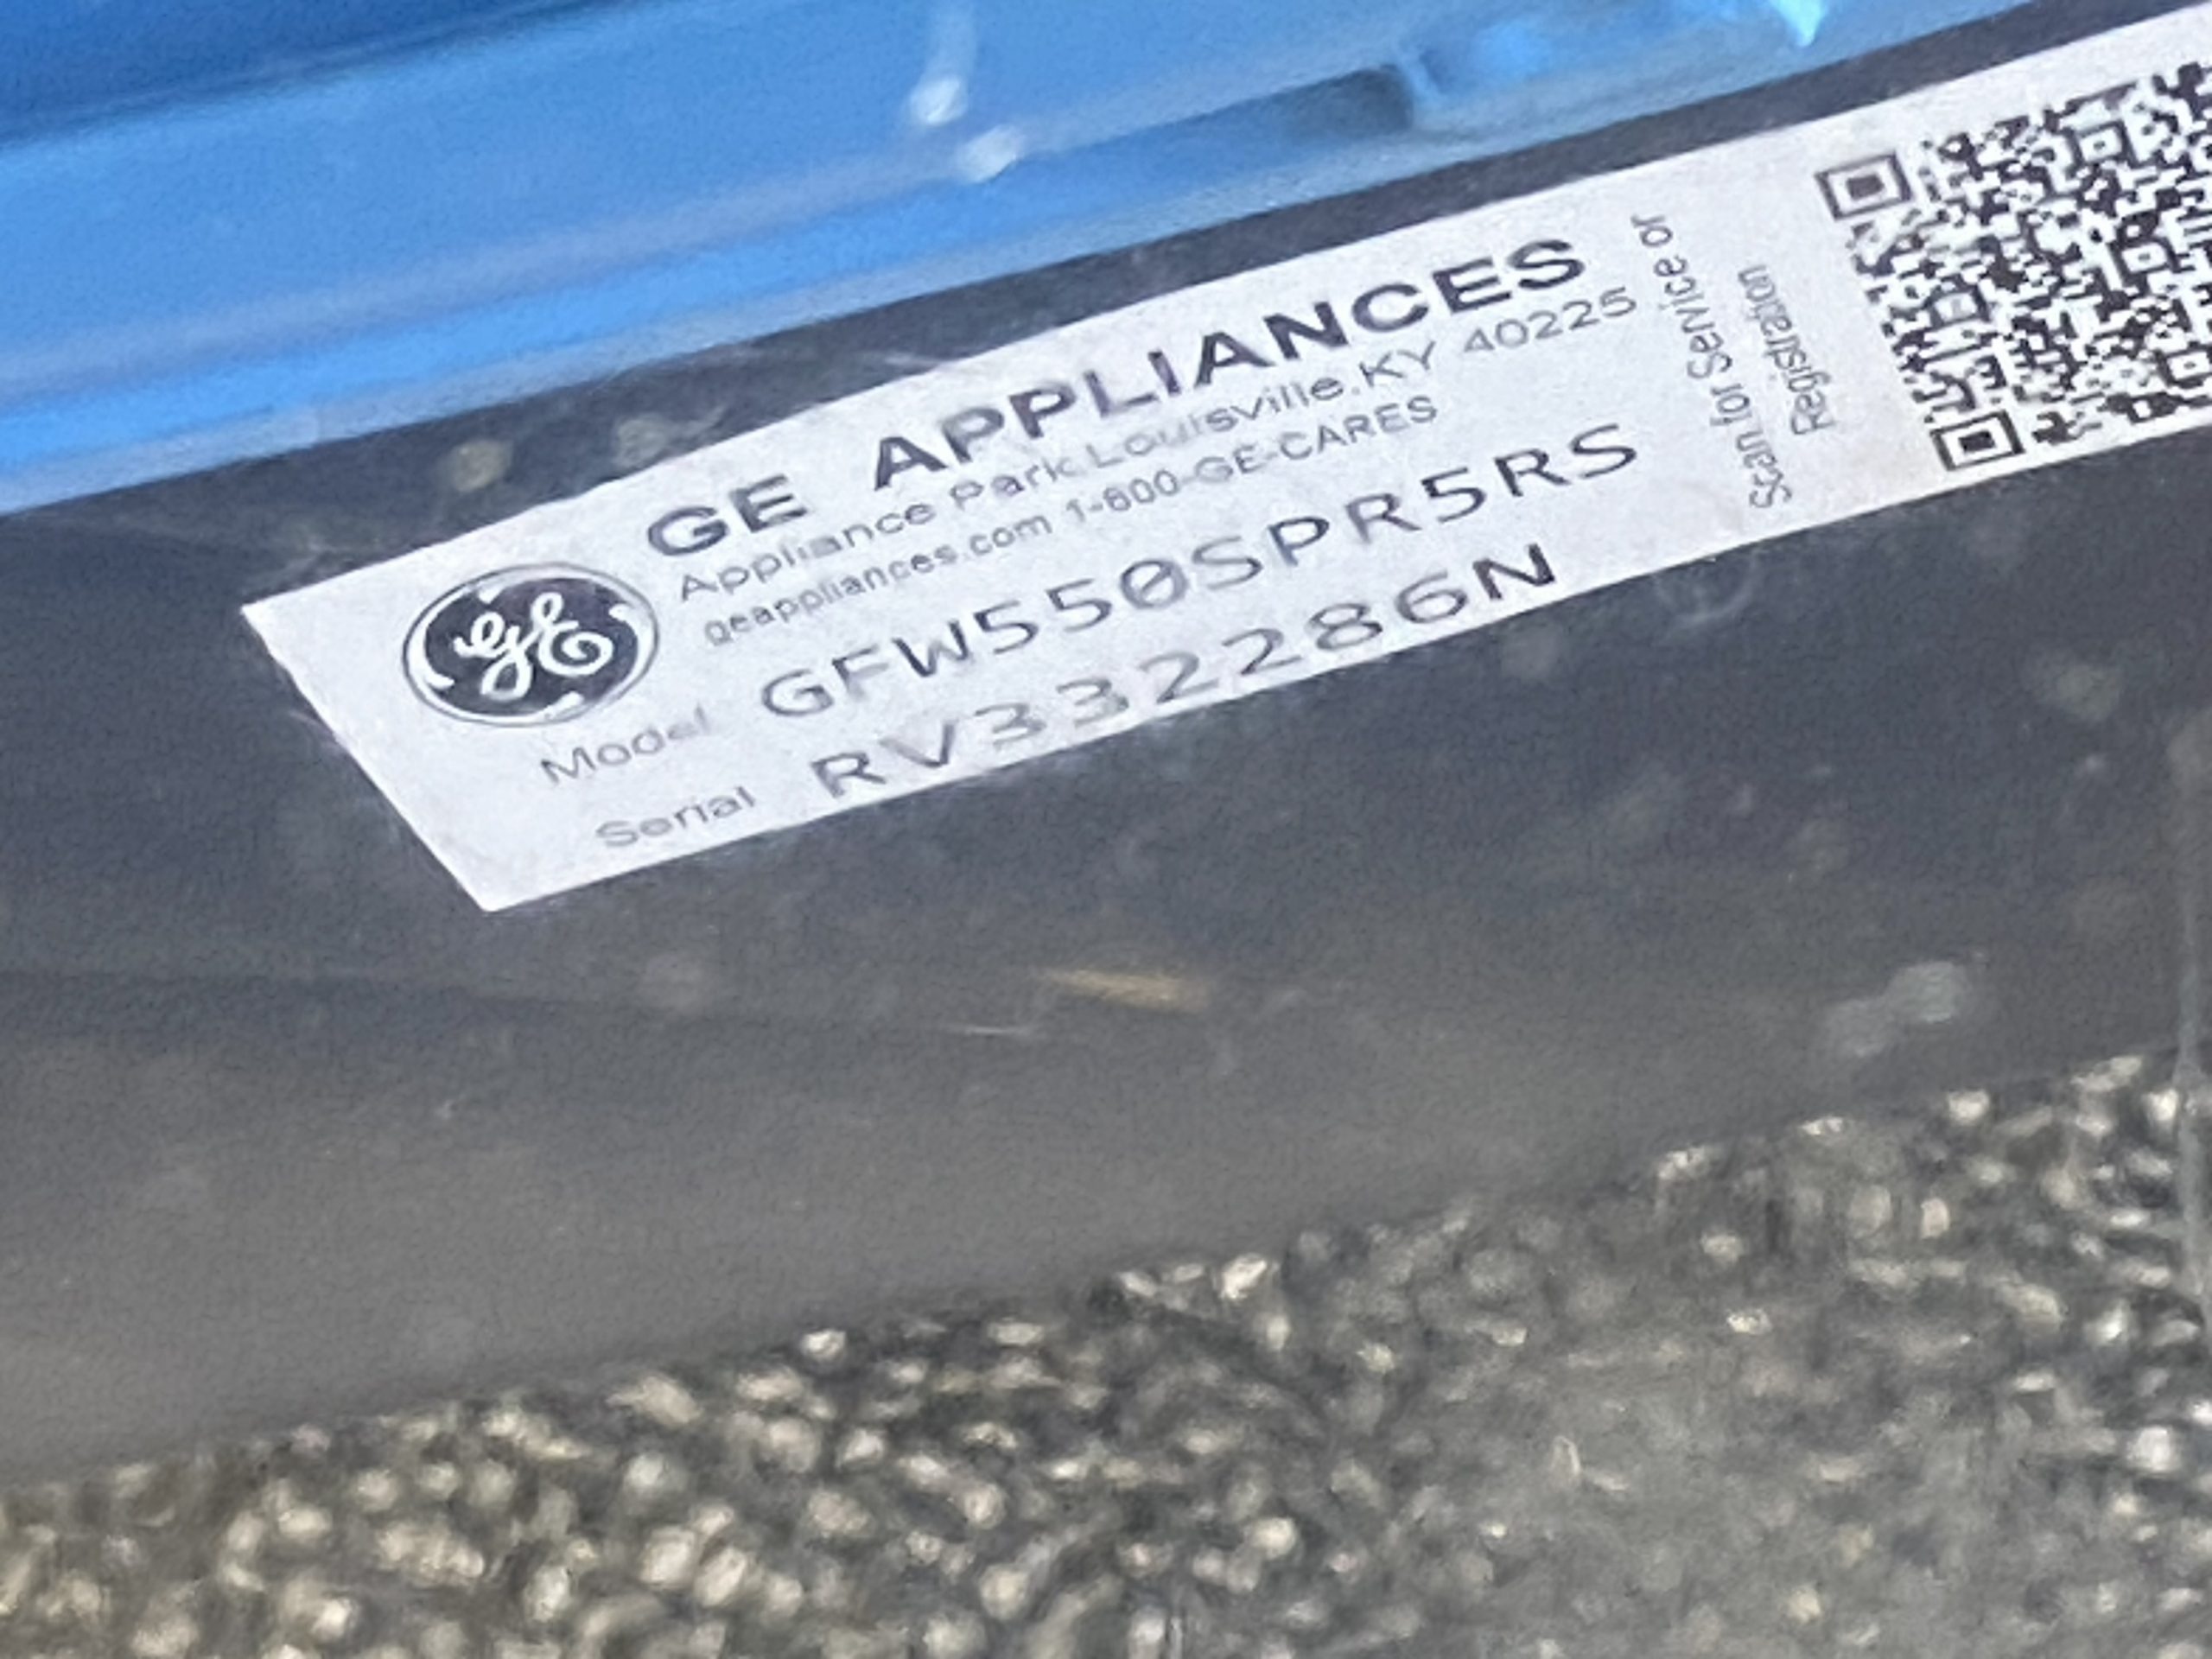 GE
GE APPLIANCES
Appliance Park Louisville, KY 40225
geappliances.com 1-800-GE-CARES
Model GFW550SPR5RS
Serial RV332286N
Scan for Service or
Registration